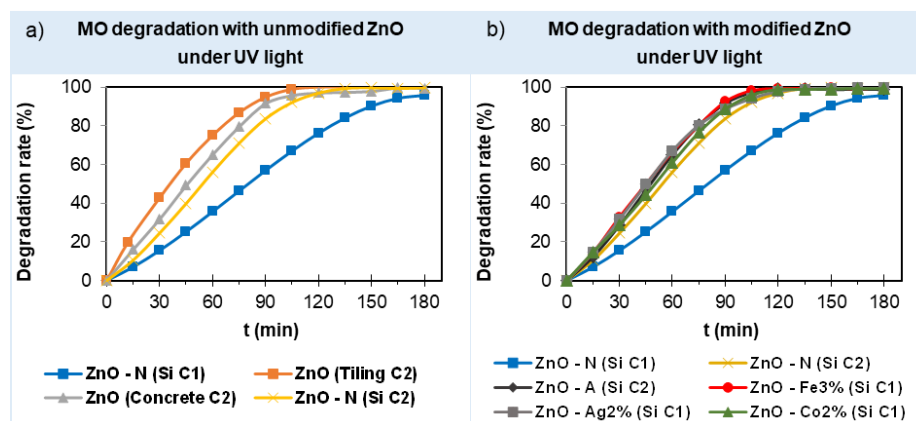 a) MO degradation with unmodified ZnO
under UV light
Degradation rate (%)
100
80
60
40
20
0
0 30 60 90 120 150 180
t (min)
ZnO - N (Si C1) ZnO (Tiling C2)
ZnO (Concrete C2) ZnO - N (Si C2)
b) MO degradation with modified ZnO
under UV light
Degradation rate (%)
100
80
60
40
20
0
0 30 60 90 120 150 180
t (min)
ZnO - N (Si C1) ZnO - N (Si C2)
ZnO - A (Si C2) ZnO - Fe3% (Si C1)
ZnO - Ag2% (Si C1) ZnO - Co2% (Si C1)